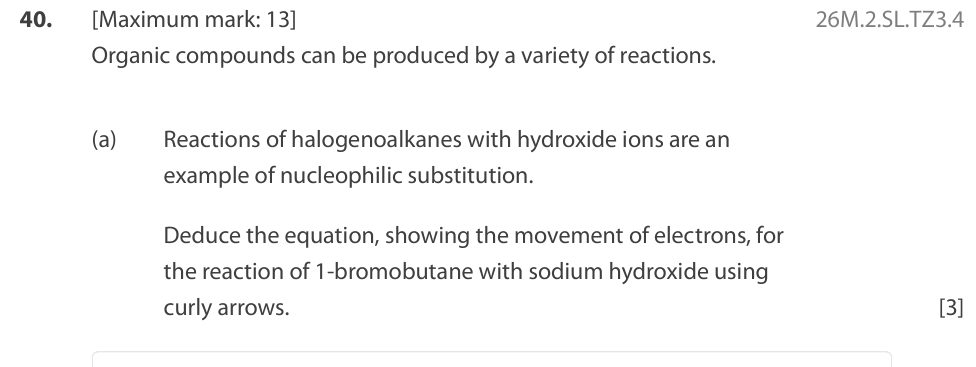 40. [Maximum mark: 13] 26M.2.SL.TZ3.4
Organic compounds can be produced by a variety of reactions.
(a) Reactions of halogenoalkanes with hydroxide ions are an
example of nucleophilic substitution.
Deduce the equation, showing the movement of electrons, for
the reaction of 1-bromobutane with sodium hydroxide using
curly arrows. [3]